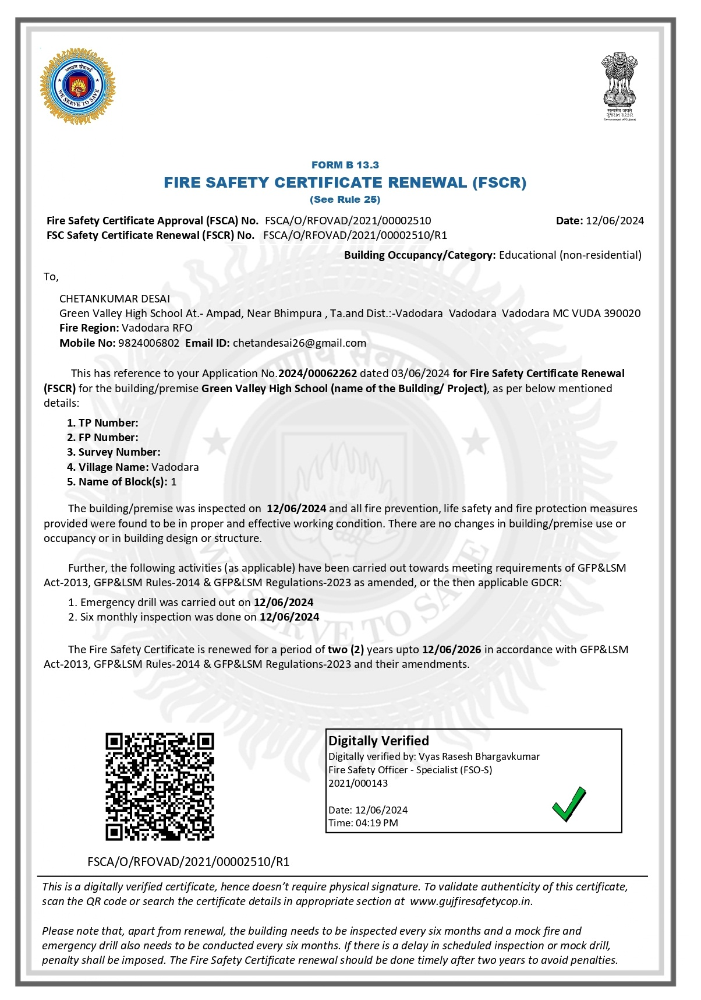 अग्नये सेवामहे
WE SERVE TO SAVE
सत्यमेव जयते
ગુજરાત સરકાર
Government of Gujarat
FORM B 13.3
FIRE SAFETY CERTIFICATE RENEWAL (FSCR)
(See Rule 25)
Fire Safety Certificate Approval (FSCA) No. FSCA/O/RFOVAD/2021/00002510 Date: 12/06/2024
FSC Safety Certificate Renewal (FSCR) No. FSCA/O/RFOVAD/2021/00002510/R1
Building Occupancy/Category: Educational (non-residential)
To,
CHETANKUMAR DESAI
Green Valley High School At.- Ampad, Near Bhimpura , Ta.and Dist.:-Vadodara Vadodara Vadodara MC VUDA 390020
Fire Region: Vadodara RFO
Mobile No: 9824006802 Email ID: chetandesai26@gmail.com
This has reference to your Application No.2024/00062262 dated 03/06/2024 for Fire Safety Certificate Renewal
(FSCR) for the building/premise Green Valley High School (name of the Building/ Project), as per below mentioned
details:
1. TP Number:
2. FP Number:
3. Survey Number:
4. Village Name: Vadodara
5. Name of Block(s): 1
The building/premise was inspected on 12/06/2024 and all fire prevention, life safety and fire protection measures
provided were found to be in proper and effective working condition. There are no changes in building/premise use or
occupancy or in building design or structure.
Further, the following activities (as applicable) have been carried out towards meeting requirements of GFP&LSM
Act-2013, GFP&LSM Rules-2014 & GFP&LSM Regulations-2023 as amended, or the then applicable GDCR:
1. Emergency drill was carried out on 12/06/2024
2. Six monthly inspection was done on 12/06/2024
The Fire Safety Certificate is renewed for a period of two (2) years upto 12/06/2026 in accordance with GFP&LSM
Act-2013, GFP&LSM Rules-2014 & GFP&LSM Regulations-2023 and their amendments.
WE SERVE TO SAVE
Digitally Verified
Digitally verified by: Vyas Rasesh Bhargavkumar
Fire Safety Officer - Specialist (FSO-S)
2021/000143
Date: 12/06/2024
Time: 04:19 PM
FSCA/O/RFOVAD/2021/00002510/R1
This is a digitally verified certificate, hence doesn’t require physical signature. To validate authenticity of this certificate,
scan the QR code or search the certificate details in appropriate section at www.gujfiresafetycop.in.
Please note that, apart from renewal, the building needs to be inspected every six months and a mock fire and
emergency drill also needs to be conducted every six months. If there is a delay in scheduled inspection or mock drill,
penalty shall be imposed. The Fire Safety Certificate renewal should be done timely after two years to avoid penalties.